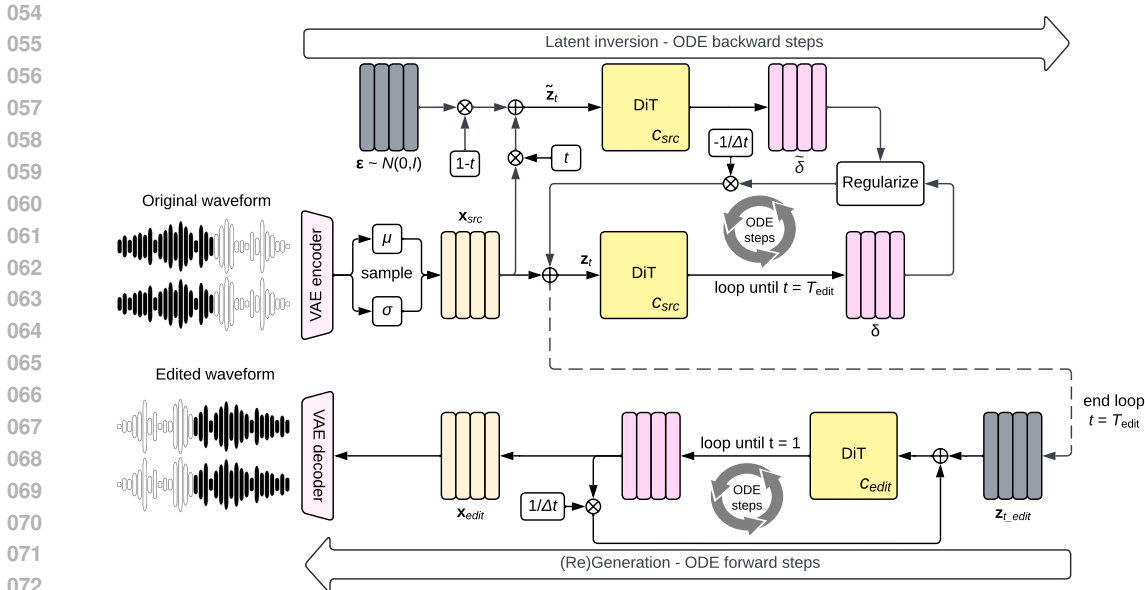 054
055
056
057
058
059
060
061
062
063
064
065
066
067
068
069
070
071
072
Latent inversion - ODE backward steps
ε ~ N(0,I)
1-t
t
z̃t
DiT
csrc
δ̃
-1/Δt
Regularize
Original waveform
VAE encoder
μ
sample
σ
xsrc
zt
DiT
csrc
ODE
steps
loop until t = Tedit
δ
Edited waveform
VAE decoder
xedit
1/Δt
loop until t = 1
ODE
steps
DiT
cedit
zt_edit
end loop
t = Tedit
(Re)Generation - ODE forward steps